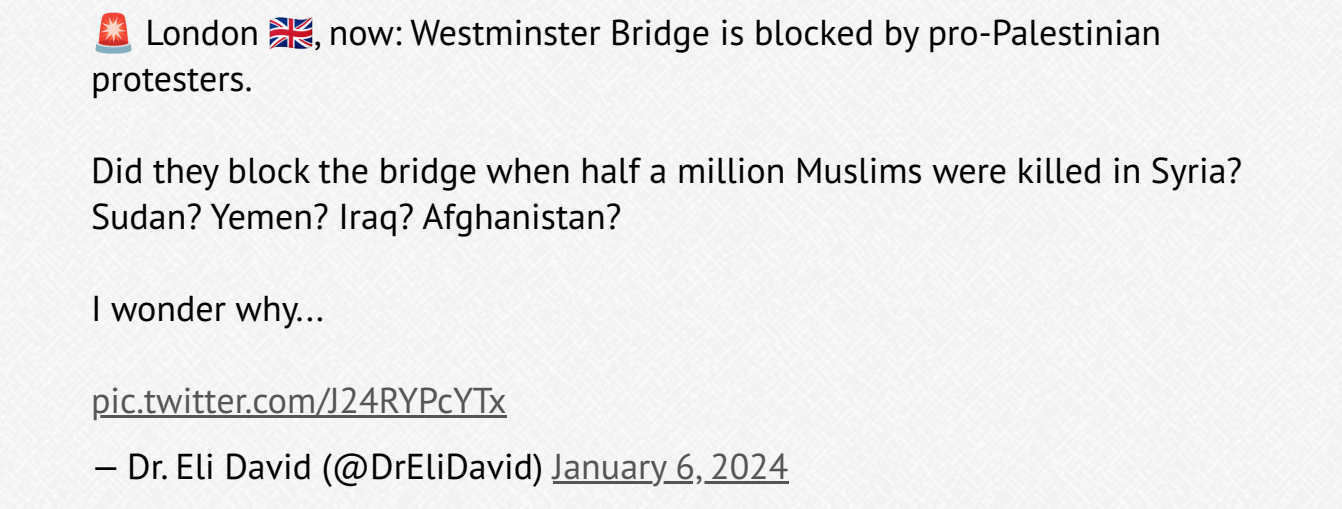 🚨 London 🇬🇧, now: Westminster Bridge is blocked by pro-Palestinian
protesters.
Did they block the bridge when half a million Muslims were killed in Syria?
Sudan? Yemen? Iraq? Afghanistan?
I wonder why...
pic.twitter.com/J24RYPcYTx
— Dr. Eli David (@DrEliDavid) January 6, 2024